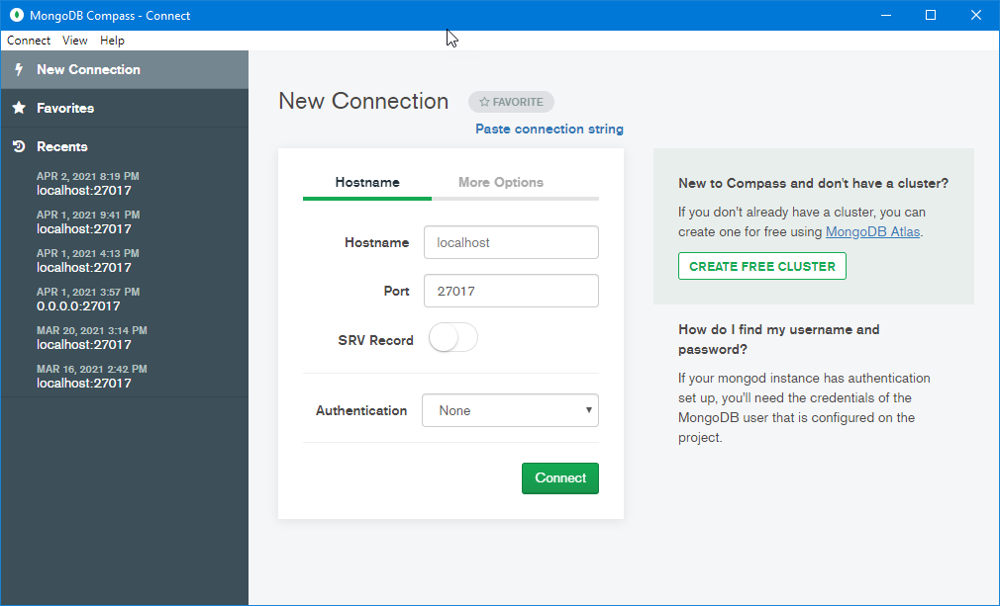 MongoDB Compass - Connect
Connect View Help
New Connection
Favorites
Recents
APR 2, 2021 8:19 PM
localhost:27017
APR 1, 2021 9:41 PM
localhost:27017
APR 1, 2021 4:13 PM
localhost:27017
APR 1, 2021 3:57 PM
0.0.0.0:27017
MAR 20, 2021 3:14 PM
localhost:27017
MAR 16, 2021 2:42 PM
localhost:27017
New Connection
FAVORITE
Paste connection string
Hostname
More Options
Hostname
localhost
Port
27017
SRV Record
Authentication
None
Connect
New to Compass and don't have a cluster?
If you don't already have a cluster, you can
create one for free using MongoDB Atlas.
CREATE FREE CLUSTER
How do I find my username and
password?
If your mongod instance has authentication
set up, you'll need the credentials of the
MongoDB user that is configured on the
project.